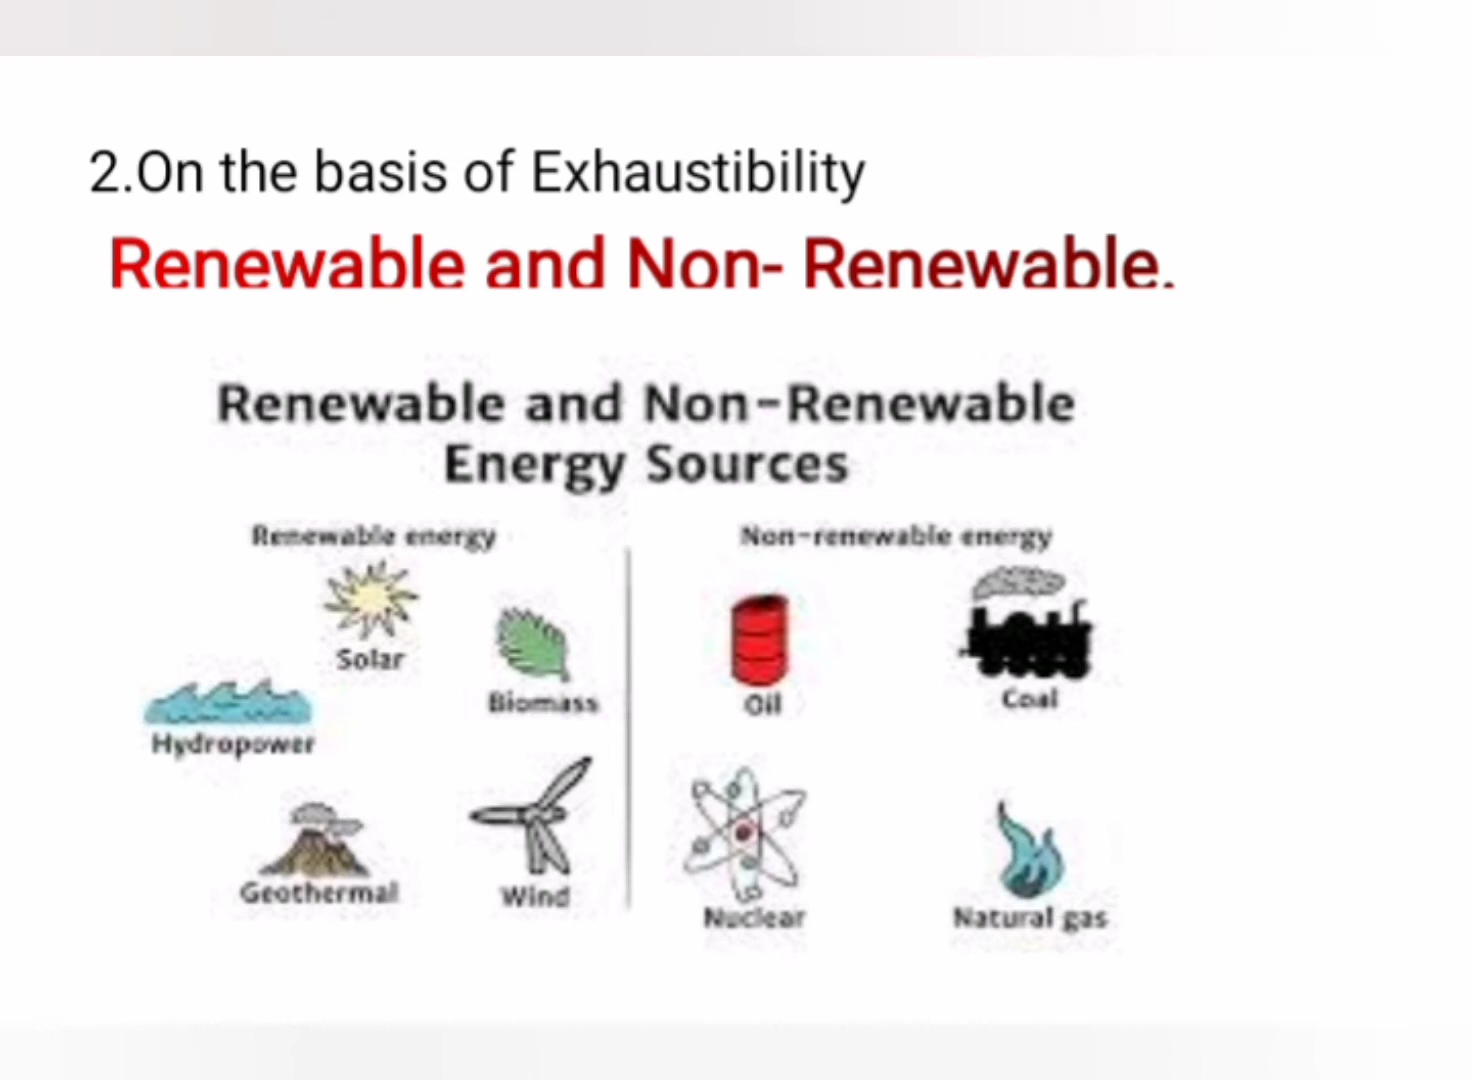 2.On the basis of Exhaustibility
Renewable and Non- Renewable.
Renewable and Non-Renewable
Energy Sources
Renewable energy
Non-renewable energy
Solar
Biomass
Hydropower
Geothermal
Wind
Oil
Coal
Nuclear
Natural gas